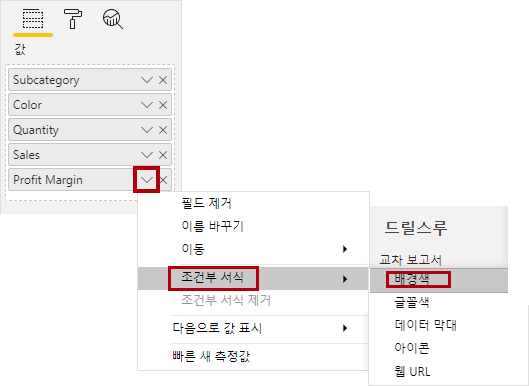 값
Subcategory
Color
Quantity
Sales
Profit Margin
필드 제거
이름 바꾸기
이동
조건부 서식
조건부 서식 제거
다음으로 값 표시
빠른 새 측정값
드릴스루
교차 보고서
배경색
글꼴색
데이터 막대
아이콘
웹 URL